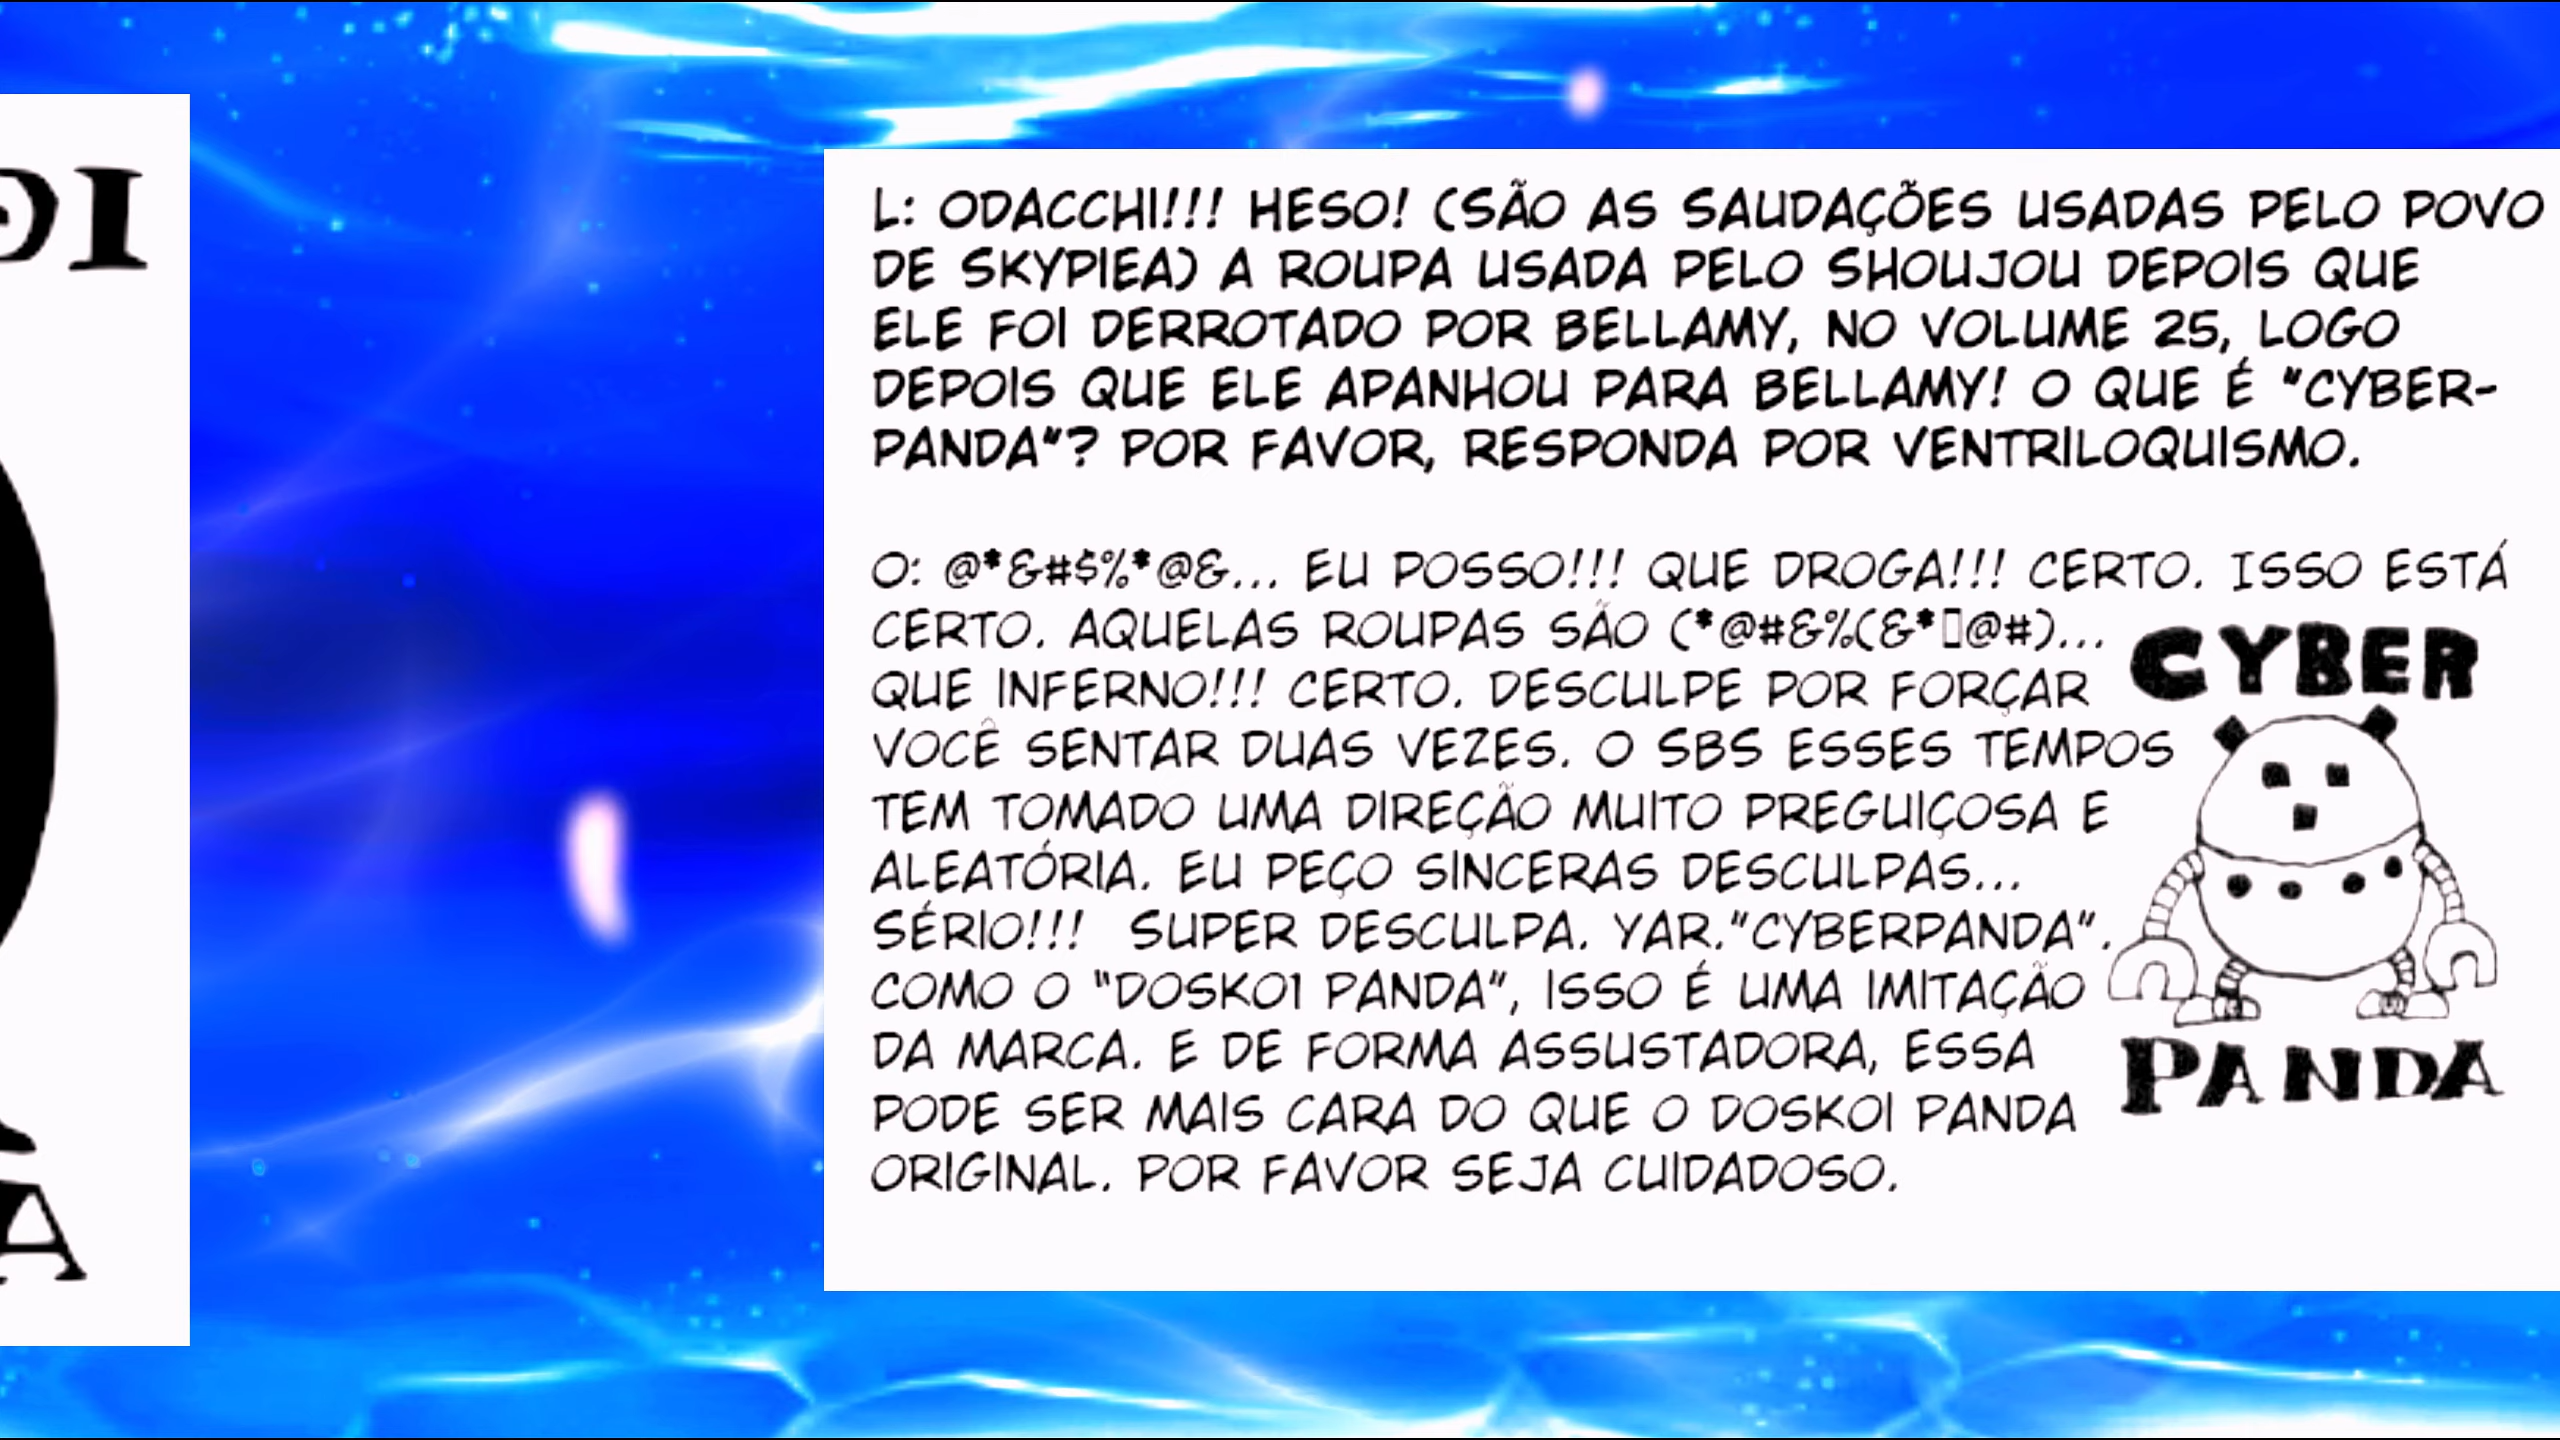 L: ODACCHI!!! HESO! (SÃO AS SAUDAÇÕES USADAS PELO POVO
DE SKYPIEA) A ROUPA USADA PELO SHOUJOU DEPOIS QUE
ELE FOI DERROTADO POR BELLAMY, NO VOLUME 25, LOGO
DEPOIS QUE ELE APANHOU PARA BELLAMY! O QUE É "CYBER-
PANDA"? POR FAVOR, RESPONDA POR VENTRILOQUISMO.
O: @*&#$%*@&... EU POSSO!!! QUE DROGA!!! CERTO. ISSO ESTÁ
CERTO. AQUELAS ROUPAS SÃO (*@#&%(&*▯@#)...
QUE INFERNO!!! CERTO. DESCULPE POR FORÇAR
VOCÊ SENTAR DUAS VEZES. O SBS ESSES TEMPOS
TEM TOMADO UMA DIREÇÃO MUITO PREGUIÇOSA E
ALEATÓRIA. EU PEÇO SINCERAS DESCULPAS...
SÉRIO!!! SUPER DESCULPA. YAR."CYBERPANDA".
COMO O "DOSKO1 PANDA", ISSO É UMA IMITAÇÃO
DA MARCA. E DE FORMA ASSUSTADORA, ESSA
PODE SER MAIS CARA DO QUE O DOSKOI PANDA
ORIGINAL. POR FAVOR SEJA CUIDADOSO.
CYBER
PANDA